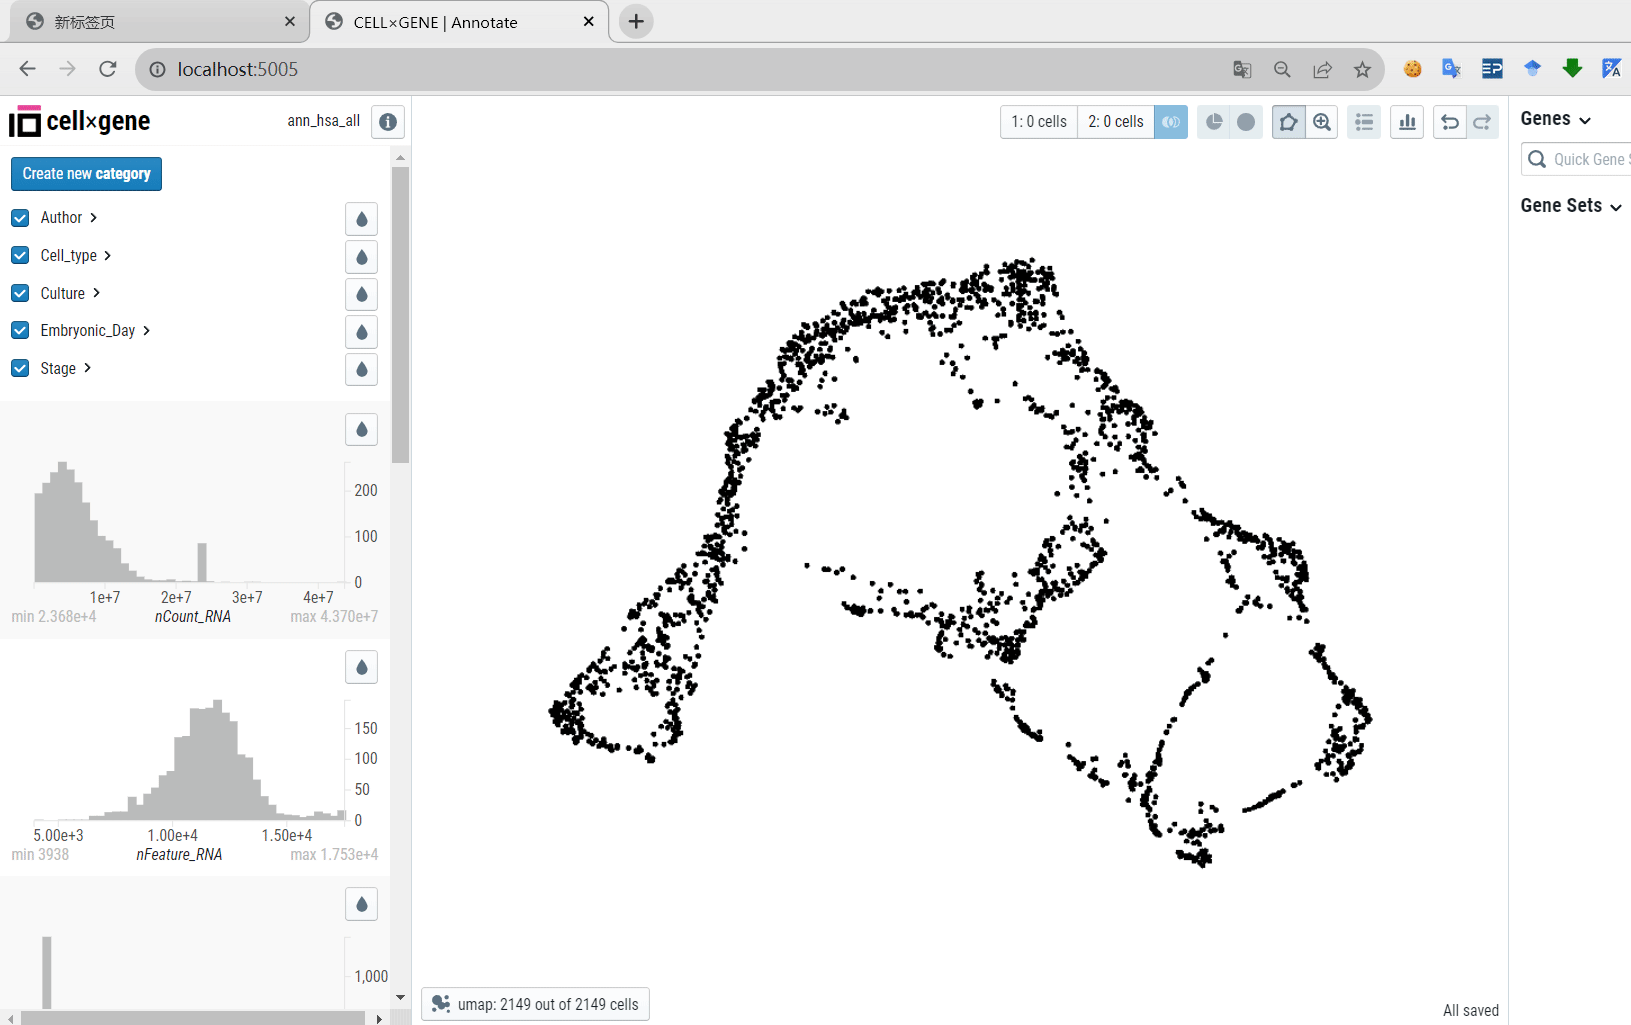 新标签页
CELL×GENE | Annotate
localhost:5005
cell×gene
ann_hsa_all
1: 0 cells
2: 0 cells
Genes
Quick Gene S
Gene Sets
Create new category
Author
Cell_type
Culture
Embryonic_Day
Stage
200
100
0
1e+7 2e+7 3e+7 4e+7
min 2.368e+4 nCount_RNA max 4.370e+7
150
100
50
0
5.00e+3 1.00e+4 1.50e+4
min 3938 nFeature_RNA max 1.753e+4
1,000
umap: 2149 out of 2149 cells
All saved